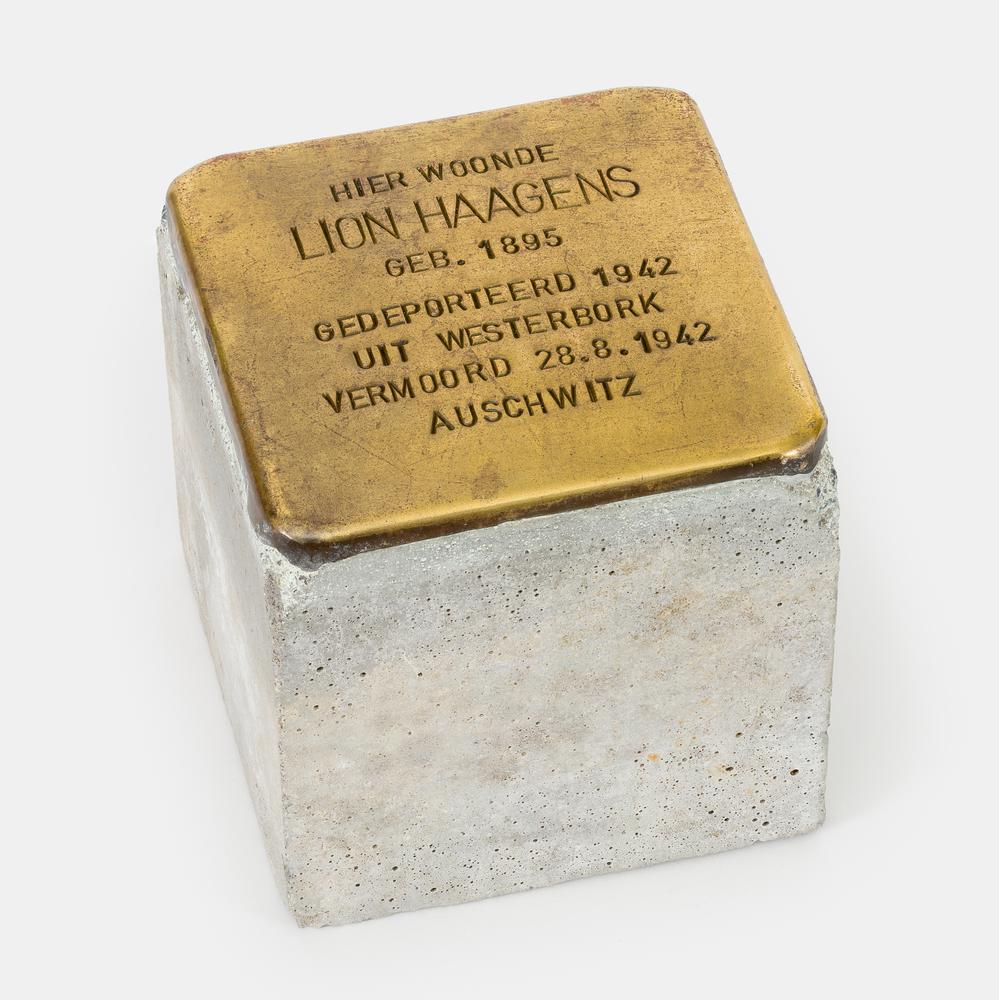 HIER WOONDE
LION HAAGENS
GEB. 1895
GEDEPORTEERD 1942
UIT WESTERBORK
VERMOORD 28.8.1942
AUSCHWITZ